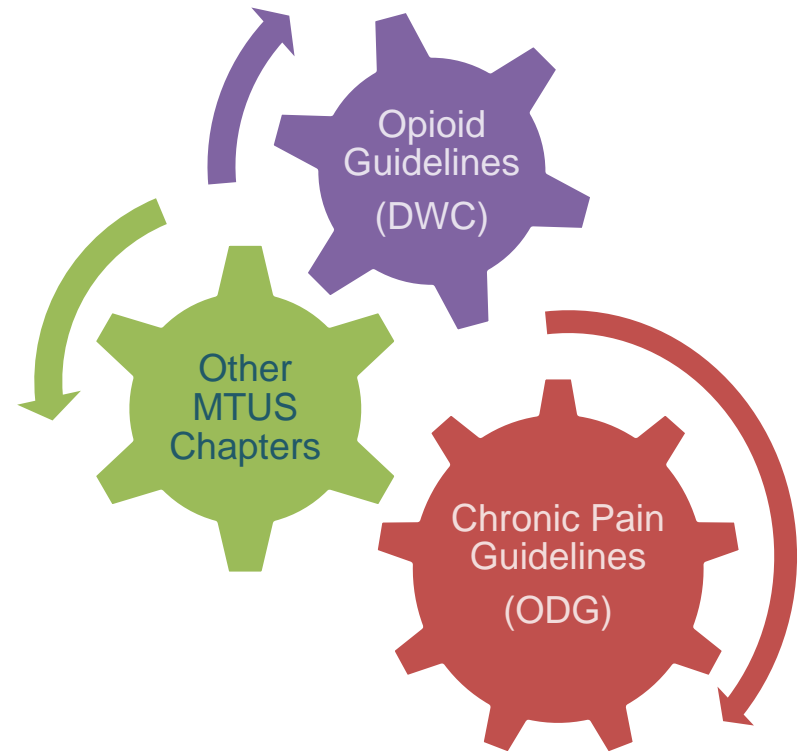 Opioid
Guidelines
(DWC)
Other
MTUS
Chapters
Chronic Pain
Guidelines
(ODG)